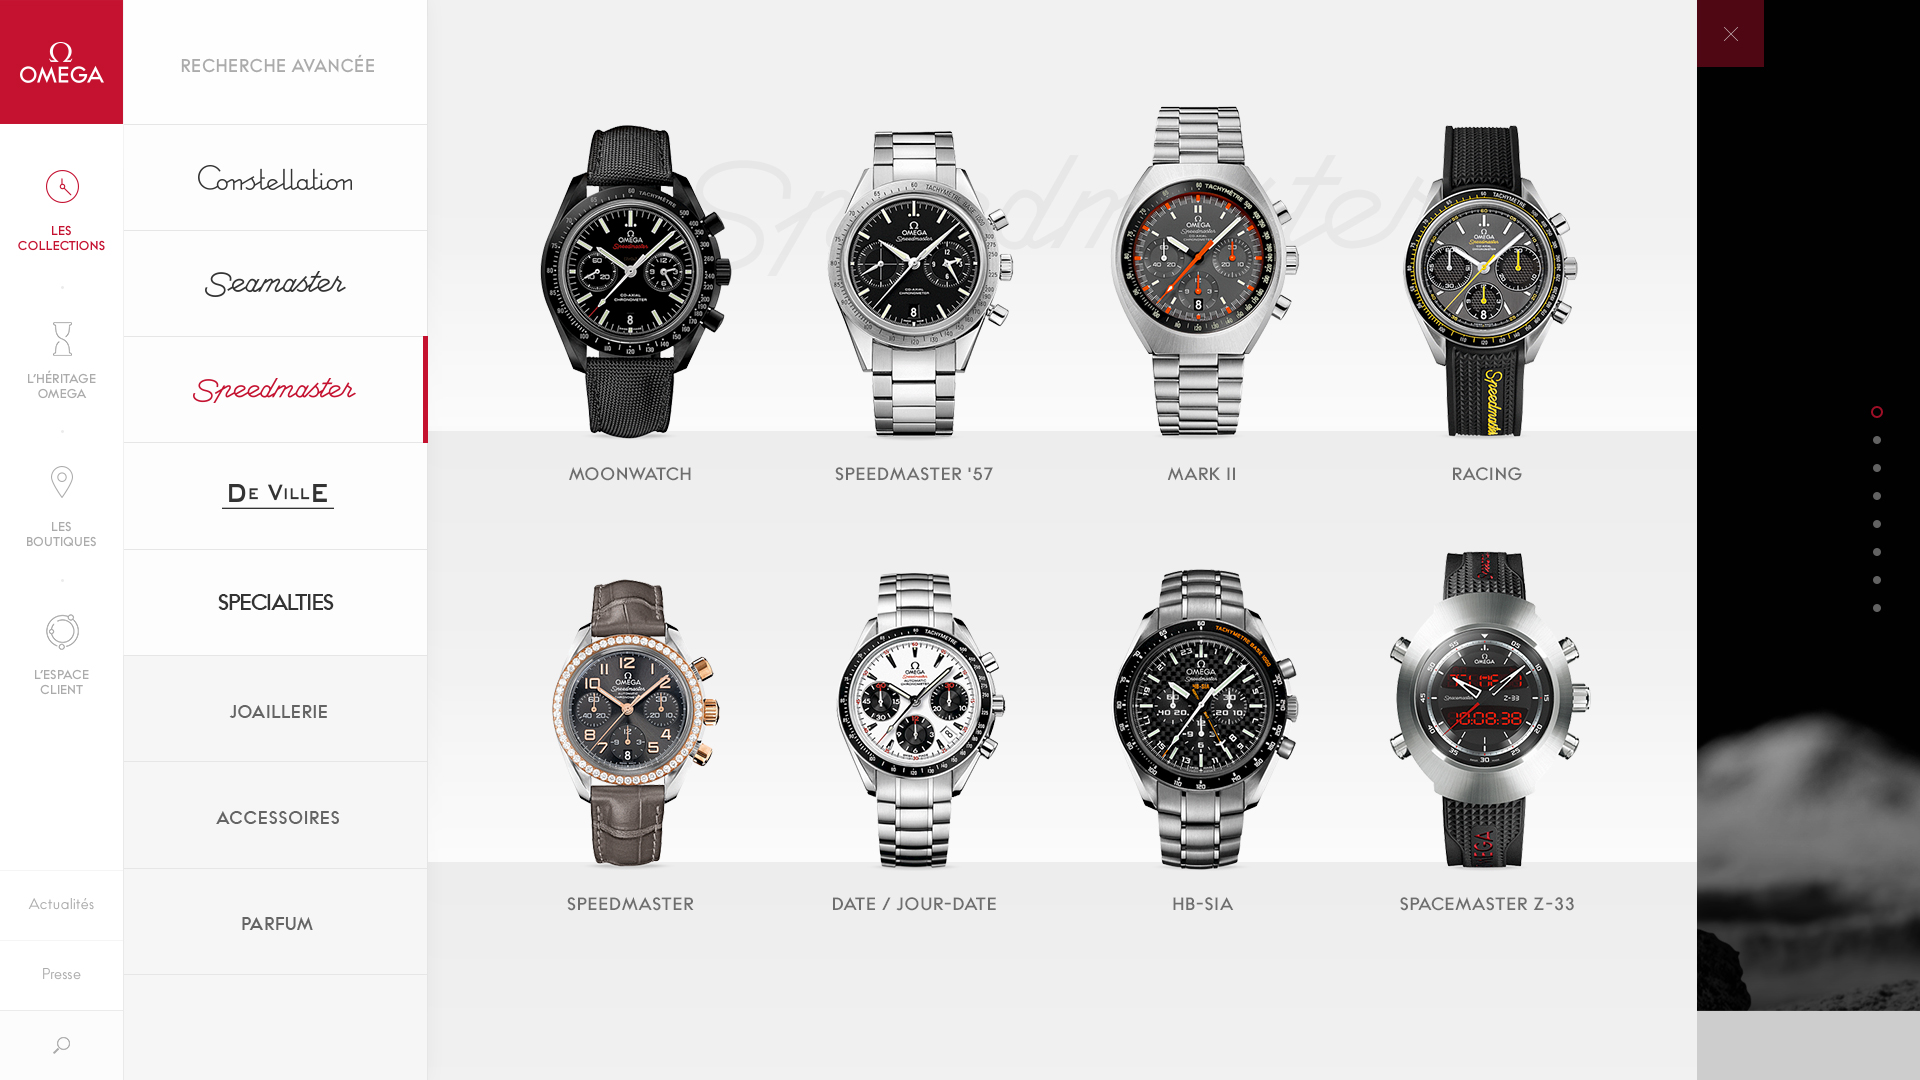 OMEGA
RECHERCHE AVANCÉE
LES
COLLECTIONS
L'HÉRITAGE
OMEGA
LES
BOUTIQUES
L'ESPACE
CLIENT
Actualités
Presse
Constellation
Seamaster
Speedmaster
DE VILLE
SPECIALTIES
JOAILLERIE
ACCESSOIRES
PARFUM
Speedmaster
MOONWATCH
SPEEDMASTER '57
MARK II
RACING
SPEEDMASTER
DATE / JOUR-DATE
HB-SIA
SPACEMASTER Z-33